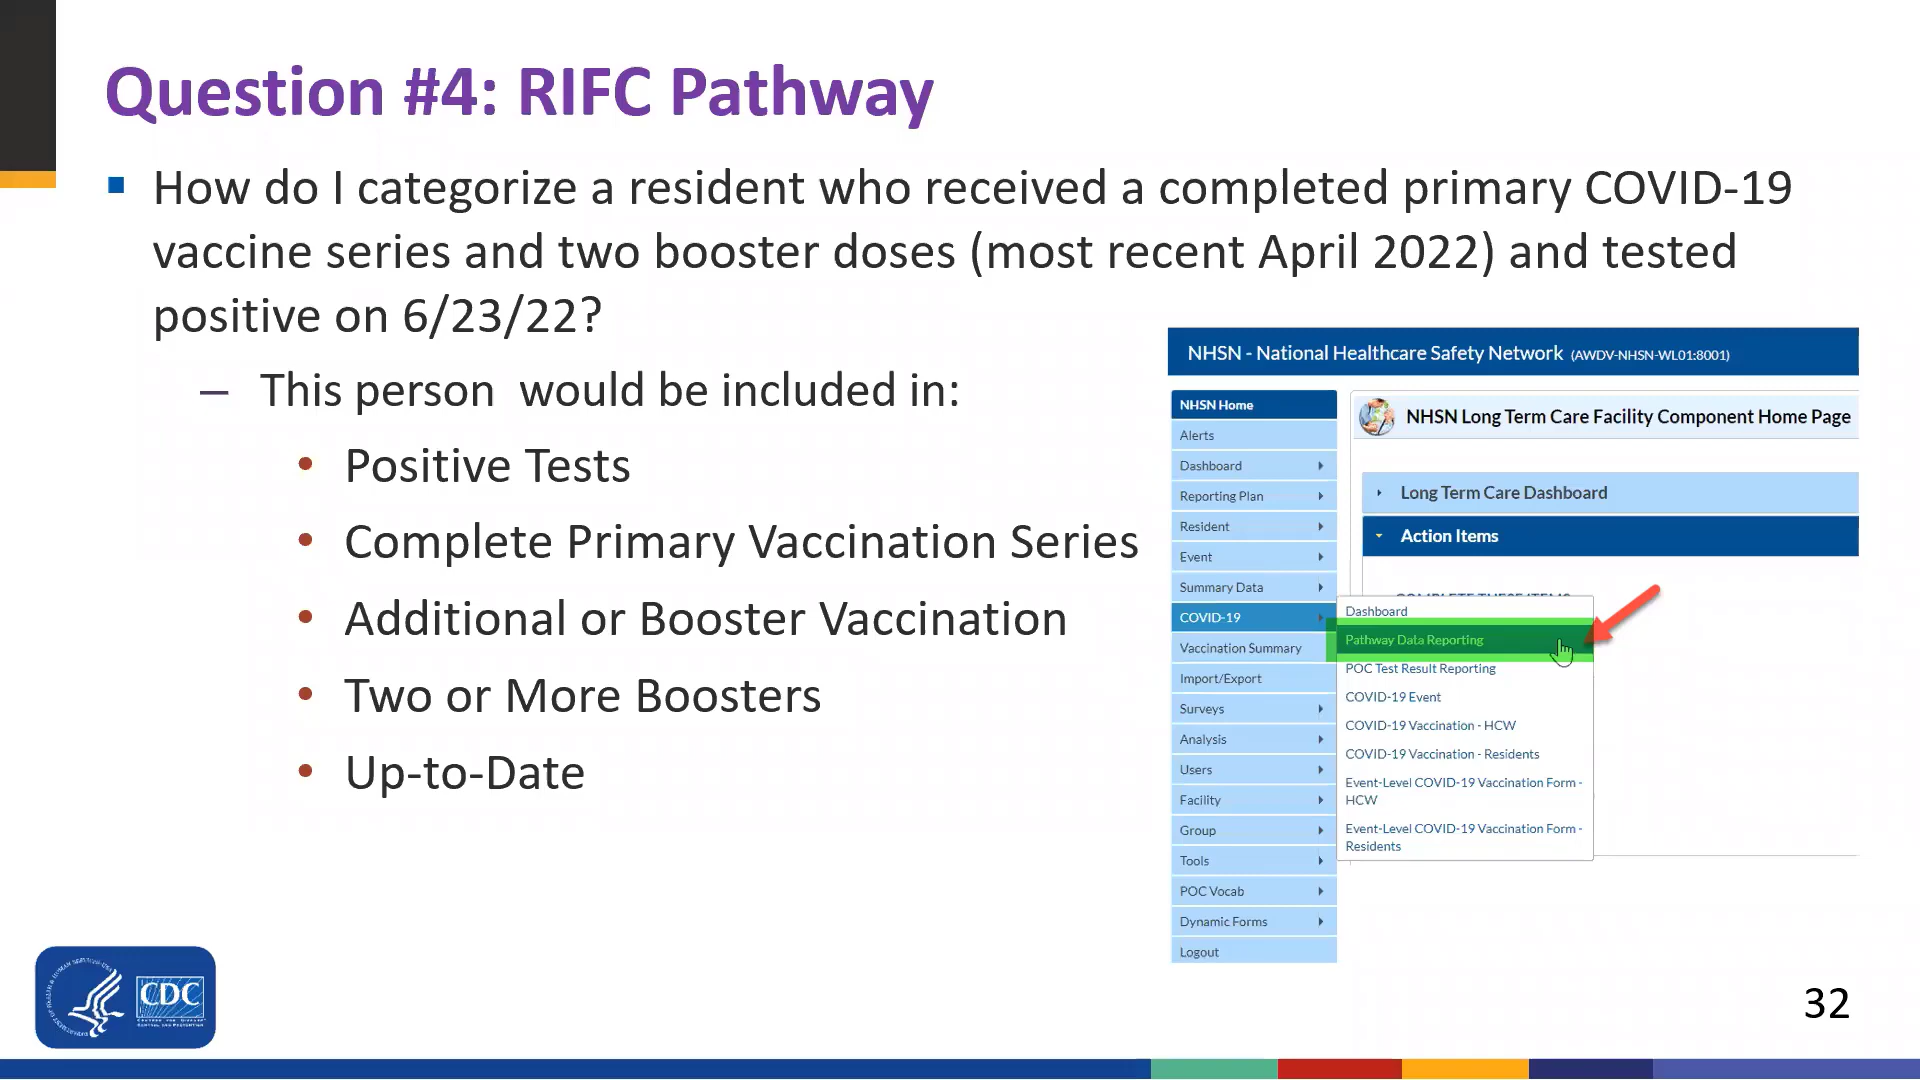 Question #4: RIFC Pathway
How do I categorize a resident who received a completed primary COVID-19
vaccine series and two booster doses (most recent April 2022) and tested
positive on 6/23/22?
– This person would be included in:
• Positive Tests
• Complete Primary Vaccination Series
• Additional or Booster Vaccination
• Two or More Boosters
• Up-to-Date
NHSN - National Healthcare Safety Network (AWDV-NHSN-WL01:8001)
NHSN Home
Alerts
Dashboard
Reporting Plan
Resident
Event
Summary Data
COVID-19
Vaccination Summary
Import/Export
Surveys
Analysis
Users
Facility
Group
Tools
POC Vocab
Dynamic Forms
Logout
NHSN Long Term Care Facility Component Home Page
Long Term Care Dashboard
Action Items
COMPLETE THESE ITEMS
Dashboard
Pathway Data Reporting
POC Test Result Reporting
COVID-19 Event
COVID-19 Vaccination - HCW
COVID-19 Vaccination - Residents
Event-Level COVID-19 Vaccination Form -
HCW
Event-Level COVID-19 Vaccination Form -
Residents
CDC
32